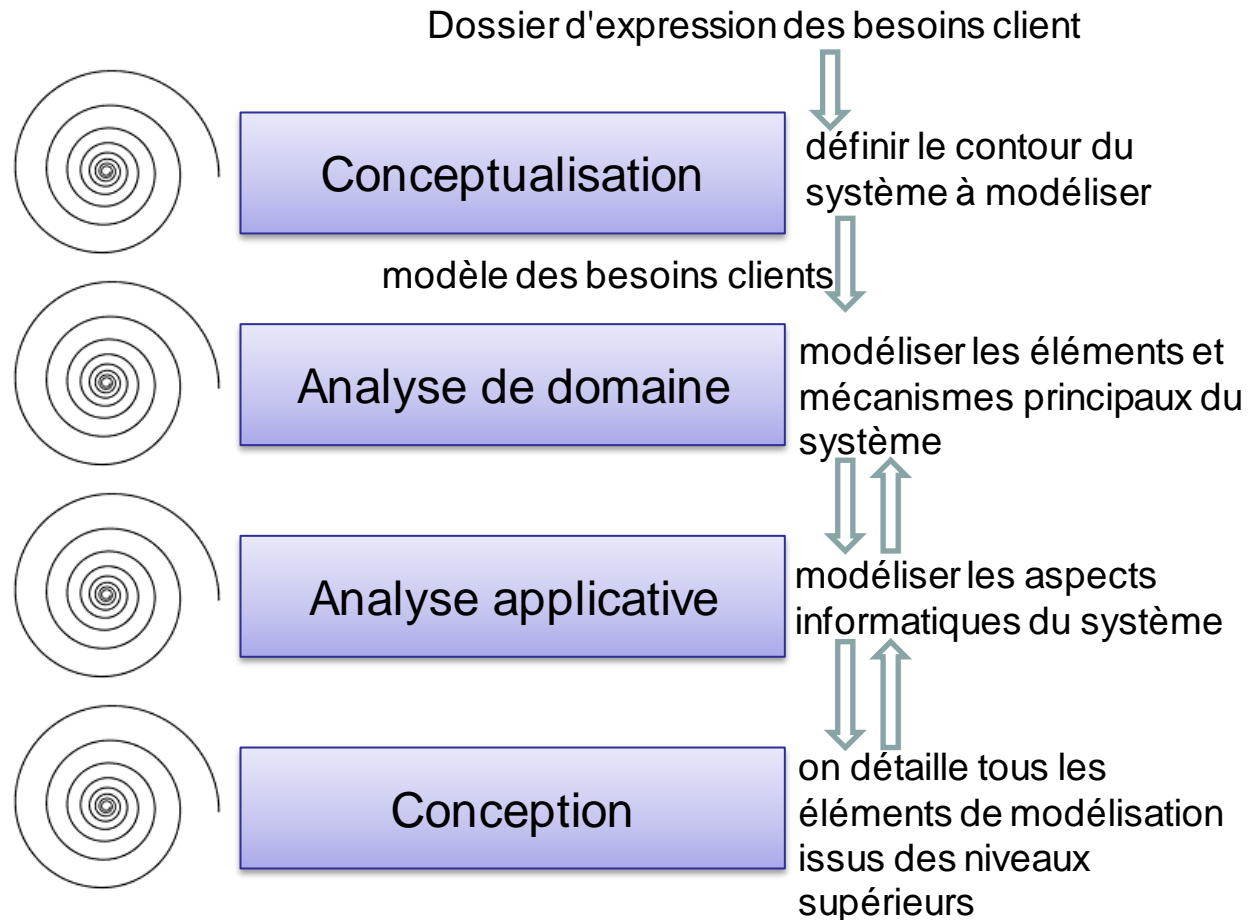 Dossier d'expression des besoins client
Conceptualisation
définir le contour du
système à modéliser
modèle des besoins clients
Analyse de domaine
modéliser les éléments et
mécanismes principaux du
système
Analyse applicative
modéliser les aspects
informatiques du système
Conception
on détaille tous les
éléments de modélisation
issus des niveaux
supérieurs